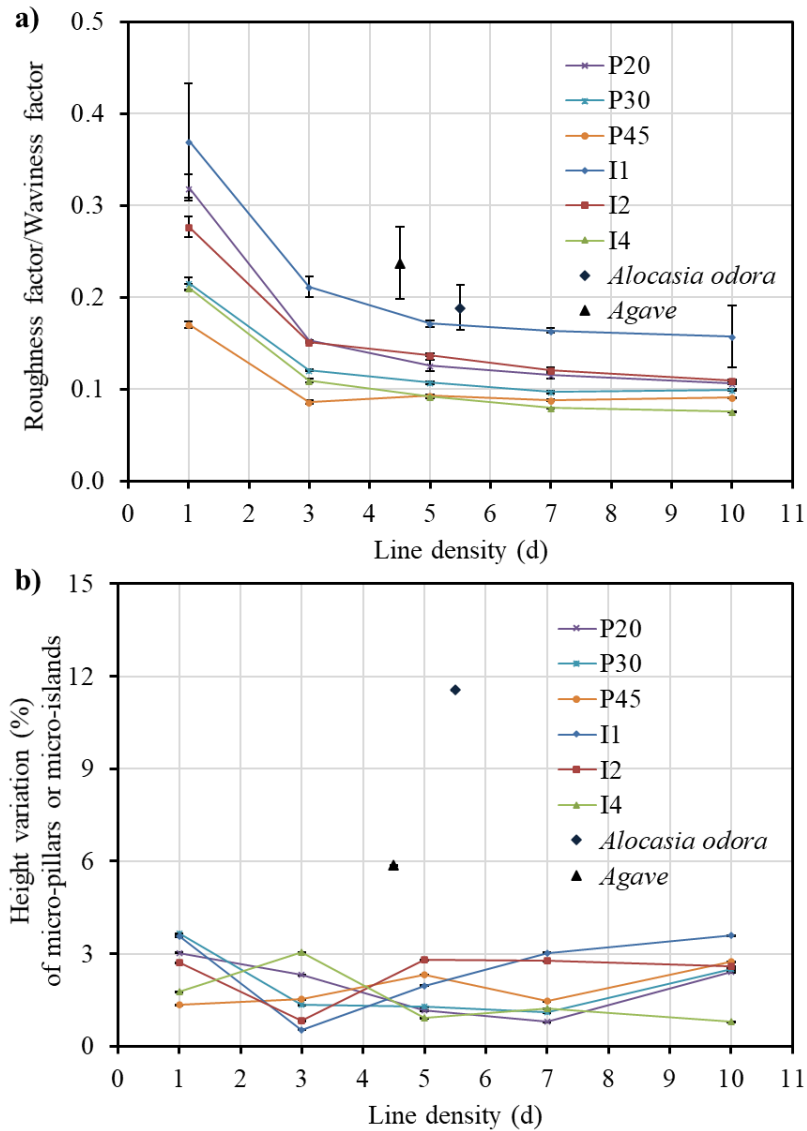 a)
Roughness factor/Waviness factor
0.5
0.4
0.3
0.2
0.1
0.0
P20
P30
P45
I1
I2
I4
Alocasia odora
Agave
0 1 2 3 4 5 6 7 8 9 10 11
Line density (d)
b)
Height variation (%)
of micro-pillars or micro-islands
15
12
9
6
3
0
P20
P30
P45
I1
I2
I4
Alocasia odora
Agave
0 1 2 3 4 5 6 7 8 9 10 11
Line density (d)